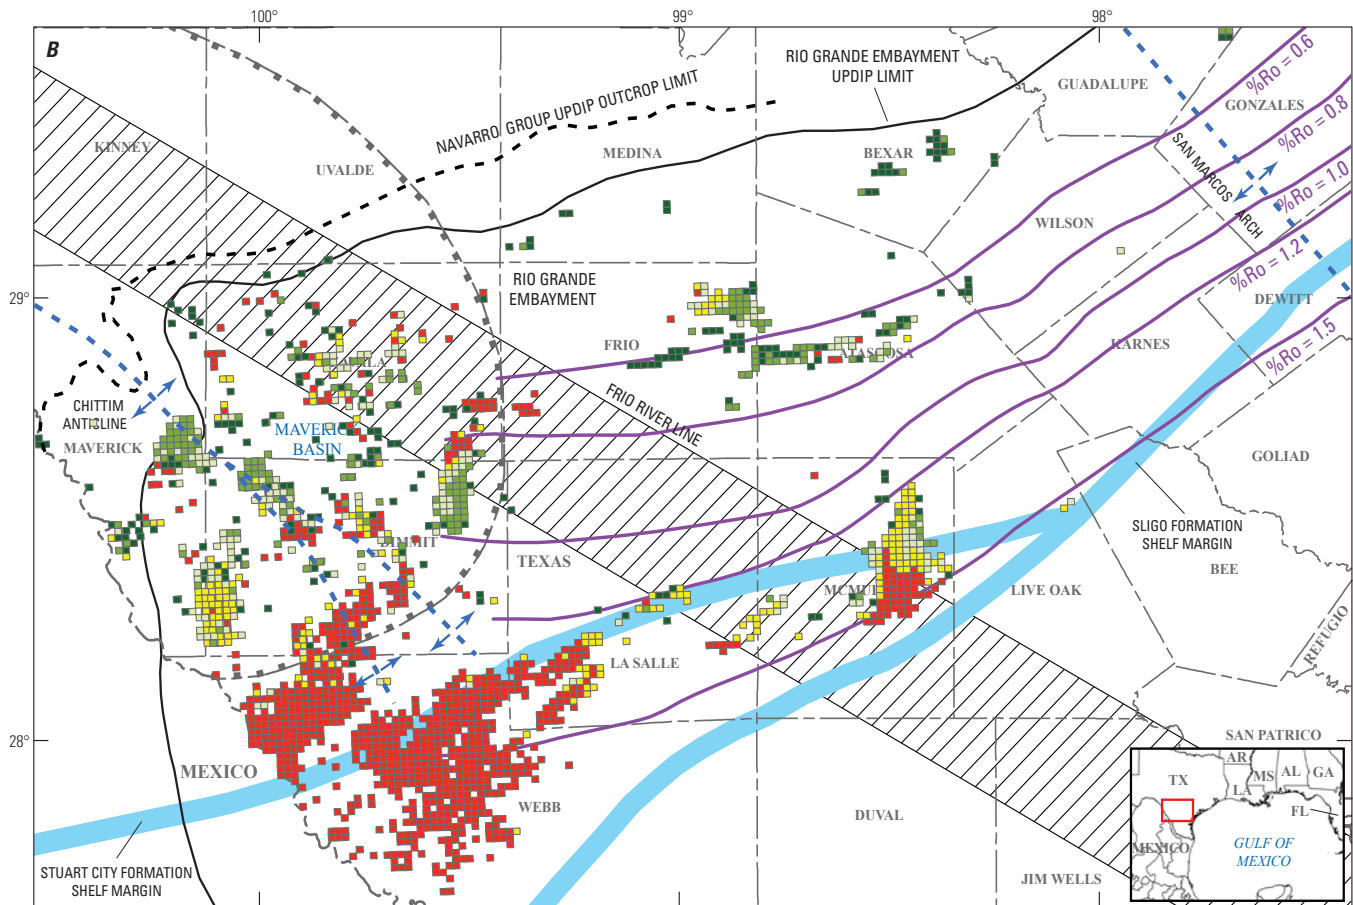 100°
99°
98°
B
RIO GRANDE EMBAYMENT
UPDIP LIMIT
%Ro = 0.6
GUADALUPE
GONZALES
NAVARRO GROUP UPDIP OUTCROP LIMIT
%Ro = 0.8
KINNEY
UVALDE
MEDINA
BEXAR
SAN MARCOS ARCH
%Ro = 1.0
WILSON
%Ro = 1.2
29°
RIO GRANDE
EMBAYMENT
DEWITT
FRIO
ATASCOSA
KARNES
%Ro = 1.5
CHITTIM
ANTICLINE
FRIO RIVER LINE
MAVERICK
BASIN
MAVERICK
GOLIAD
SLIGO FORMATION
SHELF MARGIN
DIMMIT
TEXAS
BEE
LIVE OAK
REFUGIO
LA SALLE
28°
SAN PATRICO
MEXICO
WEBB
DUVAL
JIM WELLS
STUART CITY FORMATION
SHELF MARGIN
AR
TX
MS
AL
GA
LA
FL
MEXICO
GULF OF
MEXICO